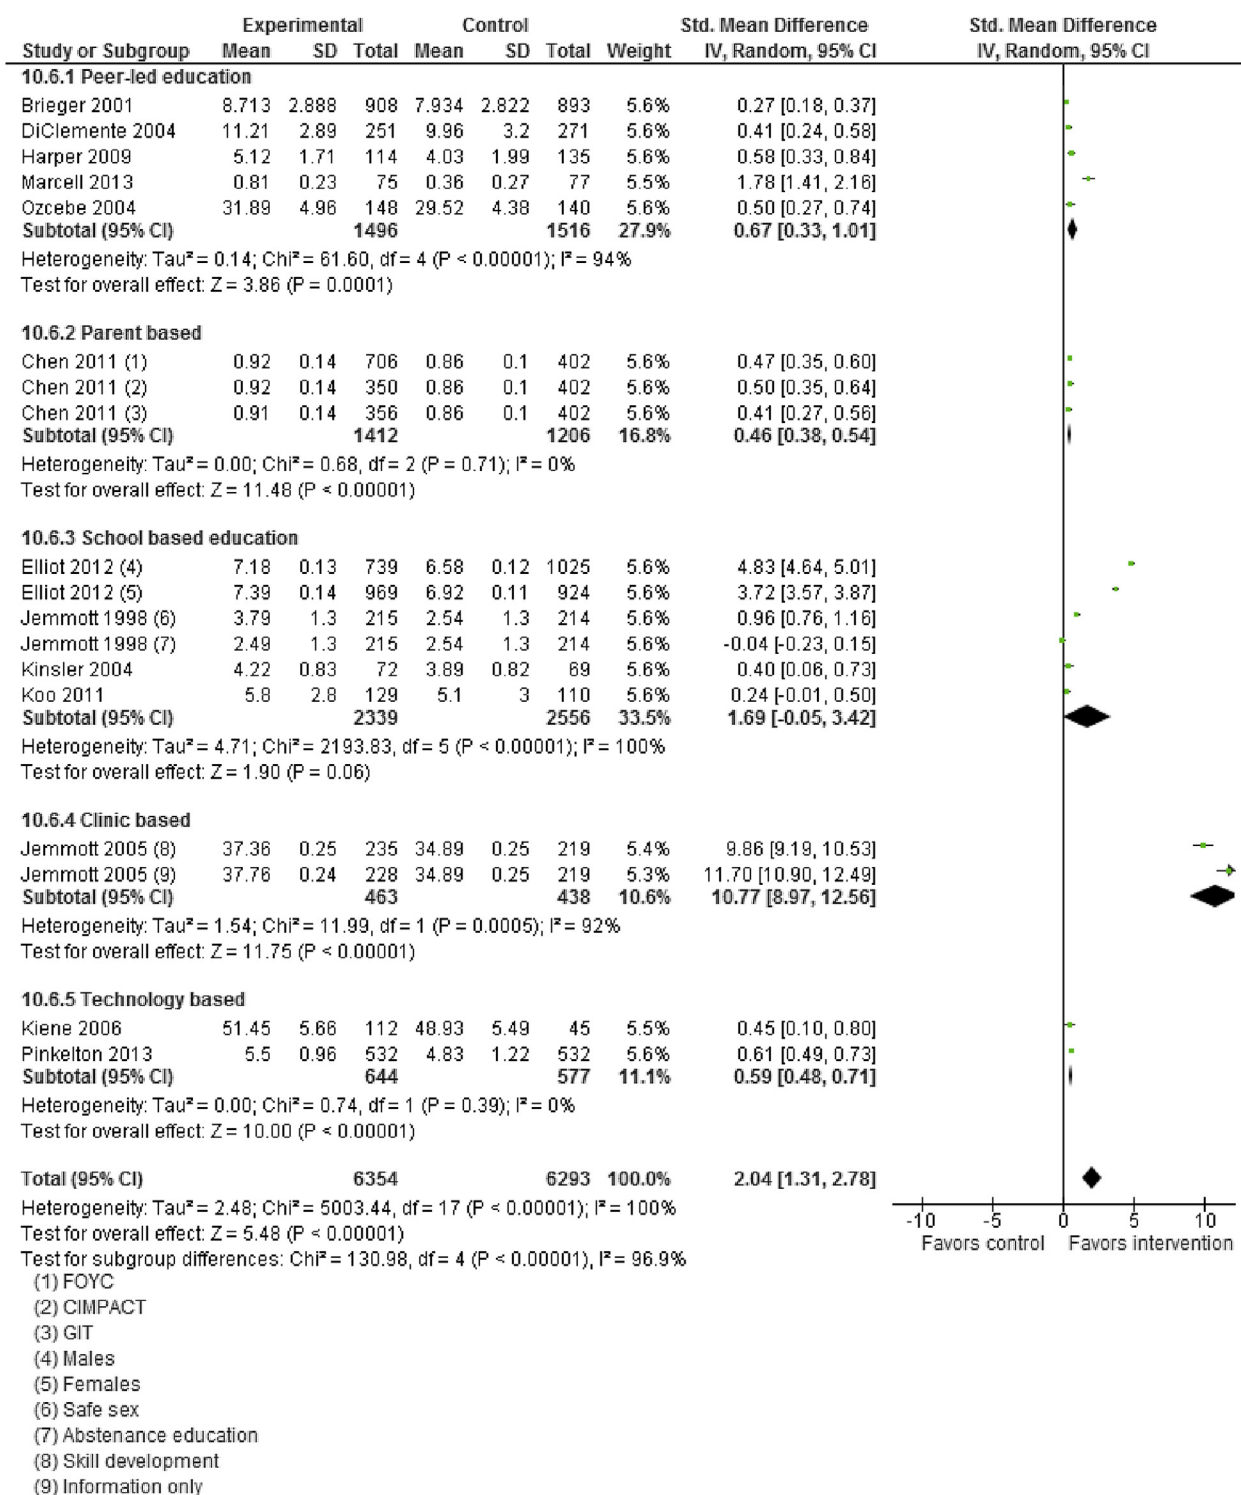 Experimental Control Std. Mean Difference Std. Mean Difference
Study or Subgroup Mean SD Total Mean SD Total Weight IV, Random, 95% CI IV, Random, 95% CI
10.6.1 Peer-led education
Brieger 2001 8.713 2.888 908 7.934 2.822 893 5.6% 0.27 [0.18, 0.37]
DiClemente 2004 11.21 2.89 251 9.96 3.2 271 5.6% 0.41 [0.24, 0.58]
Harper 2009 5.12 1.71 114 4.03 1.99 135 5.6% 0.58 [0.33, 0.84]
Marcell 2013 0.81 0.23 75 0.36 0.27 77 5.5% 1.78 [1.41, 2.16]
Ozcebe 2004 31.89 4.96 148 29.52 4.38 140 5.6% 0.50 [0.27, 0.74]
Subtotal (95% CI) 1496 1516 27.9% 0.67 [0.33, 1.01]
Heterogeneity: Tau² = 0.14; Chi² = 61.60, df = 4 (P < 0.00001); I² = 94%
Test for overall effect: Z = 3.86 (P = 0.0001)
10.6.2 Parent based
Chen 2011 (1) 0.92 0.14 706 0.86 0.1 402 5.6% 0.47 [0.35, 0.60]
Chen 2011 (2) 0.92 0.14 350 0.86 0.1 402 5.6% 0.50 [0.35, 0.64]
Chen 2011 (3) 0.91 0.14 356 0.86 0.1 402 5.6% 0.41 [0.27, 0.56]
Subtotal (95% CI) 1412 1206 16.8% 0.46 [0.38, 0.54]
Heterogeneity: Tau² = 0.00; Chi² = 0.68, df = 2 (P = 0.71); I² = 0%
Test for overall effect: Z = 11.48 (P < 0.00001)
10.6.3 School based education
Elliot 2012 (4) 7.18 0.13 739 6.58 0.12 1025 5.6% 4.83 [4.64, 5.01]
Elliot 2012 (5) 7.39 0.14 969 6.92 0.11 924 5.6% 3.72 [3.57, 3.87]
Jemmott 1998 (6) 3.79 1.3 215 2.54 1.3 214 5.6% 0.96 [0.76, 1.16]
Jemmott 1998 (7) 2.49 1.3 215 2.54 1.3 214 5.6% -0.04 [-0.23, 0.15]
Kinsler 2004 4.22 0.83 72 3.89 0.82 69 5.6% 0.40 [0.06, 0.73]
Koo 2011 5.8 2.8 129 5.1 3 110 5.6% 0.24 [-0.01, 0.50]
Subtotal (95% CI) 2339 2556 33.5% 1.69 [-0.05, 3.42]
Heterogeneity: Tau² = 4.71; Chi² = 2193.83, df = 5 (P < 0.00001); I² = 100%
Test for overall effect: Z = 1.90 (P = 0.06)
10.6.4 Clinic based
Jemmott 2005 (8) 37.36 0.25 235 34.89 0.25 219 5.4% 9.86 [9.19, 10.53]
Jemmott 2005 (9) 37.76 0.24 228 34.89 0.25 219 5.3% 11.70 [10.90, 12.49]
Subtotal (95% CI) 463 438 10.6% 10.77 [8.97, 12.56]
Heterogeneity: Tau² = 1.54; Chi² = 11.99, df = 1 (P = 0.0005); I² = 92%
Test for overall effect: Z = 11.75 (P < 0.00001)
10.6.5 Technology based
Kiene 2006 51.45 5.66 112 48.93 5.49 45 5.5% 0.45 [0.10, 0.80]
Pinkelton 2013 5.5 0.96 532 4.83 1.22 532 5.6% 0.61 [0.49, 0.73]
Subtotal (95% CI) 644 577 11.1% 0.59 [0.48, 0.71]
Heterogeneity: Tau² = 0.00; Chi² = 0.74, df = 1 (P = 0.39); I² = 0%
Test for overall effect: Z = 10.00 (P < 0.00001)
Total (95% CI) 6354 6293 100.0% 2.04 [1.31, 2.78]
Heterogeneity: Tau² = 2.48; Chi² = 5003.44, df = 17 (P < 0.00001); I² = 100%
Test for overall effect: Z = 5.48 (P < 0.00001)
Test for subgroup differences: Chi² = 130.98, df = 4 (P < 0.00001), I² = 96.9%
-10 -5 0 5 10
Favors control Favors intervention
(1) FOYC
(2) CIMPACT
(3) GIT
(4) Males
(5) Females
(6) Safe sex
(7) Abstenance education
(8) Skill development
(9) Information only